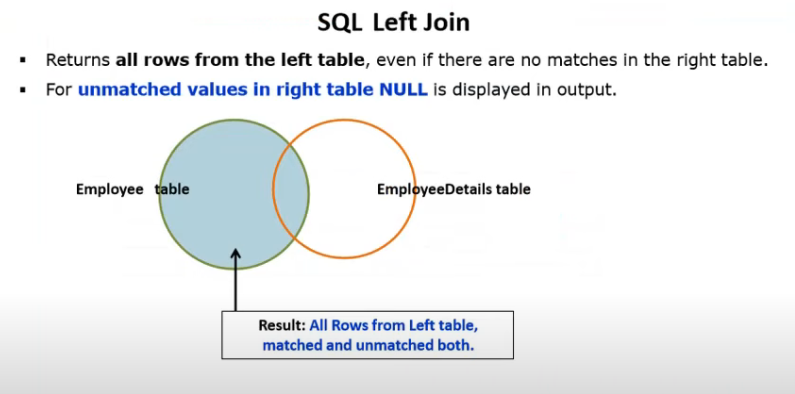 SQL Left Join
▪ Returns all rows from the left table, even if there are no matches in the right table.
▪ For unmatched values in right table NULL is displayed in output.
Employee table
EmployeeDetails table
Result: All Rows from Left table,
matched and unmatched both.